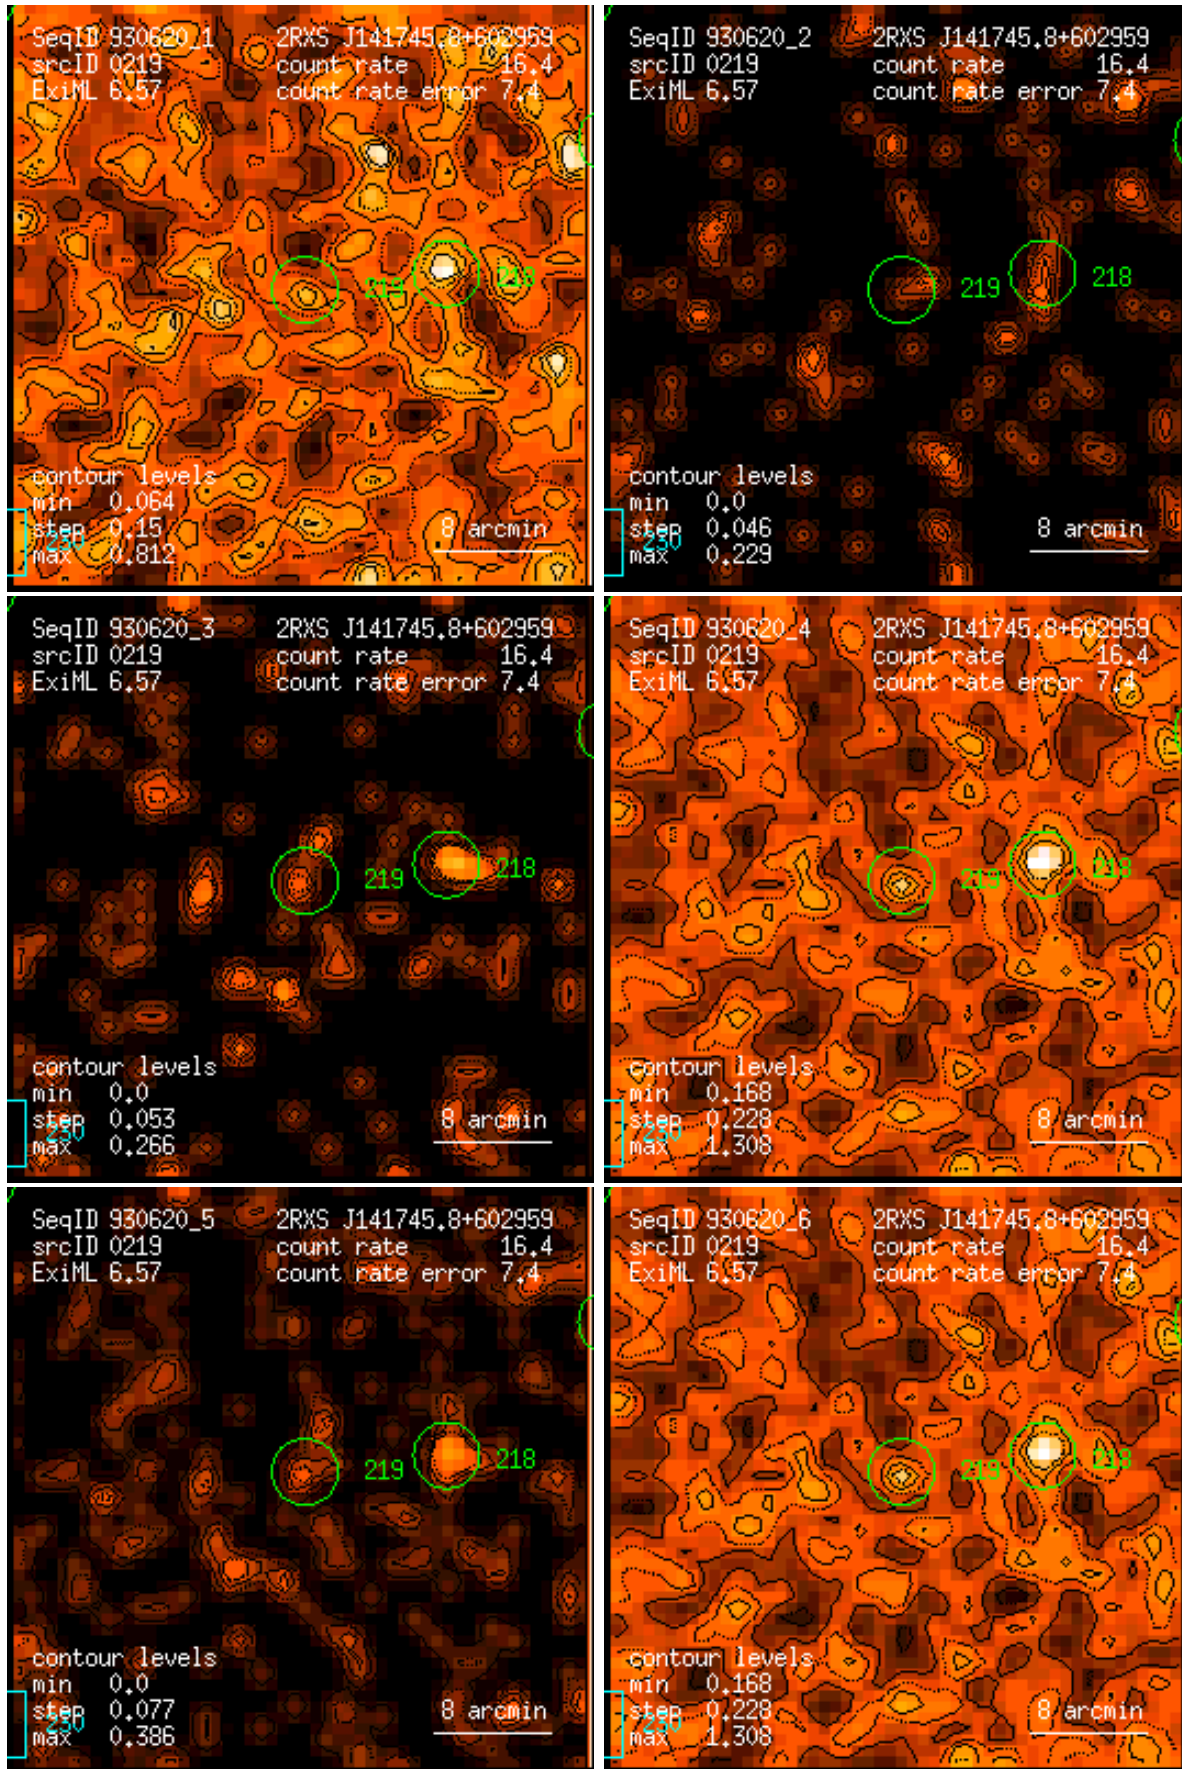 SeqID 930620_1 2RXS J141745.8+602959
srcID 0219 count rate 16.4
ExiML 6.57 count rate error 7.4
219 218
contour levels
min 0.064
step 0.15
230
max 0.812
8 arcmin
SeqID 930620_2 2RXS J141745.8+602959
srcID 0219 count rate 16.4
ExiML 6.57 count rate error 7.4
219 218
contour levels
min 0.0
step 0.046
230
max 0.229
8 arcmin
SeqID 930620_3 2RXS J141745.8+602959
srcID 0219 count rate 16.4
ExiML 6.57 count rate error 7.4
219 218
contour levels
min 0.0
step 0.053
230
max 0.266
8 arcmin
SeqID 930620_4 2RXS J141745.8+602959
srcID 0219 count rate 16.4
ExiML 6.57 count rate error 7.4
219 218
contour levels
min 0.168
step 0.228
230
max 1.308
8 arcmin
SeqID 930620_5 2RXS J141745.8+602959
srcID 0219 count rate 16.4
ExiML 6.57 count rate error 7.4
219 218
contour levels
min 0.0
step 0.077
230
max 0.386
8 arcmin
SeqID 930620_6 2RXS J141745.8+602959
srcID 0219 count rate 16.4
ExiML 6.57 count rate error 7.4
219 218
contour levels
min 0.168
step 0.228
230
max 1.308
8 arcmin